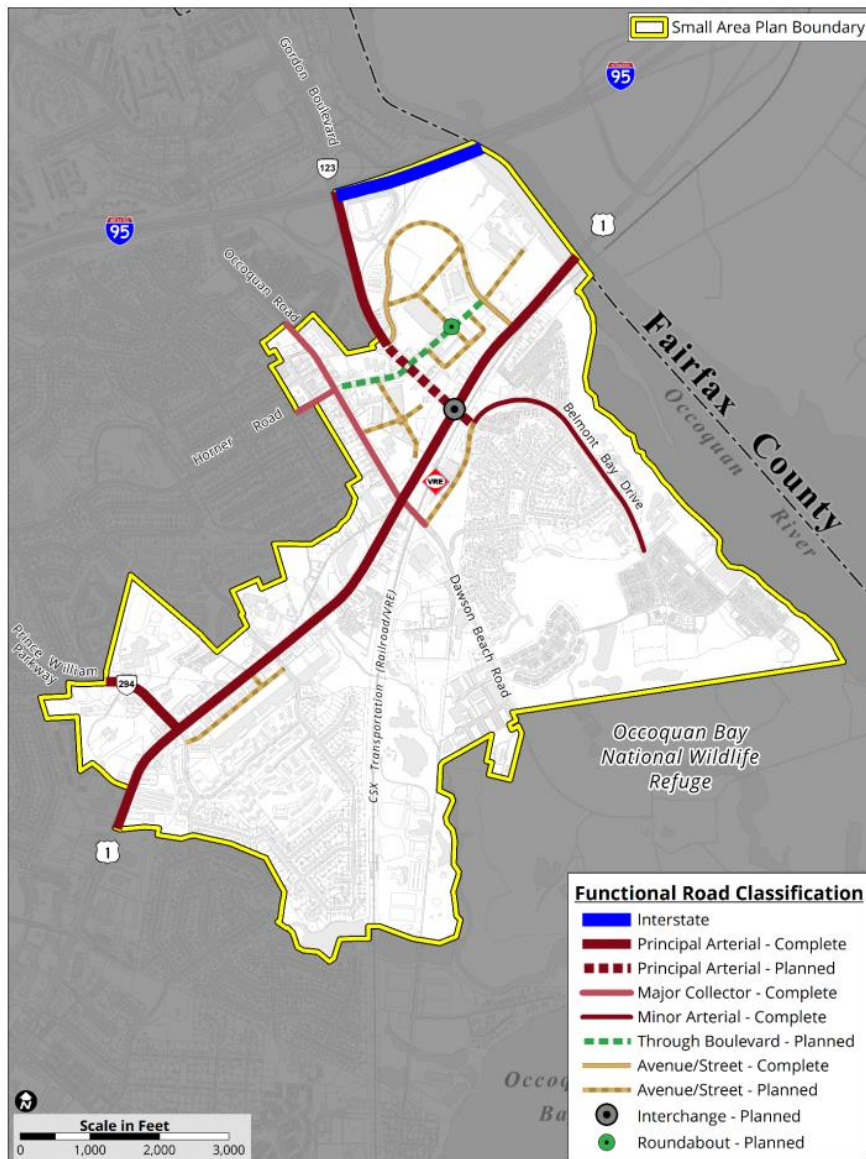 Small Area Plan Boundary
Gordon Boulevard
95
123
1
95
Occoquan Road
Fairfax County
Occoquan River
Horner Road
Belmont Bay Drive
VRE
Dawson Beach Road
CSX Transportation (Railroad/VRE)
Prince William
Parkway
294
Occoquan Bay
National Wildlife
Refuge
1
Functional Road Classification
Interstate
Principal Arterial - Complete
Principal Arterial - Planned
Major Collector - Complete
Minor Arterial - Complete
Through Boulevard - Planned
Avenue/Street - Complete
Avenue/Street - Planned
Interchange - Planned
Roundabout - Planned
Scale in Feet
0 1,000 2,000 3,000